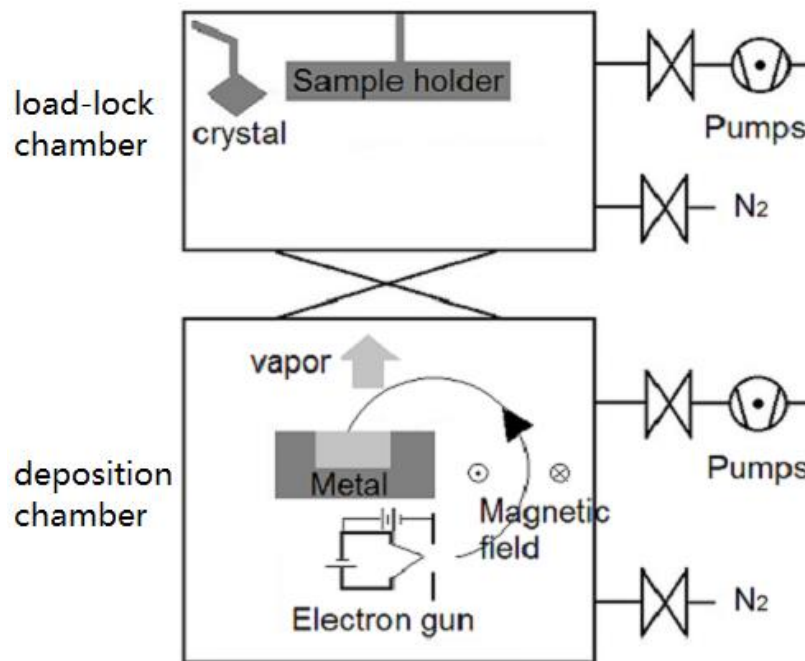 load-lock
chamber
crystal
Sample holder
Pumps
N2
deposition
chamber
vapor
Metal
Magnetic
field
Electron gun
Pumps
N2